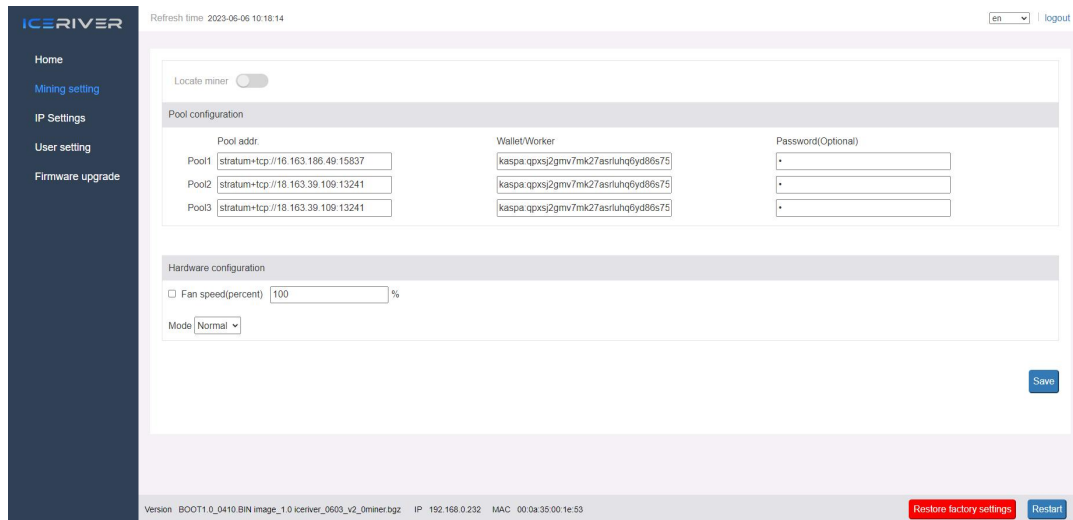 ICERIVER
Refresh time 2023-06-06 10:18:14
en
logout
Home
Mining setting
IP Settings
User setting
Firmware upgrade
Locate miner
Pool configuration
Pool addr. Wallet/Worker Password(Optional)
Pool1 stratum+tcp://16.163.186.49:15837 kaspa:qpxsj2gmv7mk27asrluhq6yd86s75 •
Pool2 stratum+tcp://18.163.39.109:13241 kaspa:qpxsj2gmv7mk27asrluhq6yd86s75 •
Pool3 stratum+tcp://18.163.39.109:13241 kaspa:qpxsj2gmv7mk27asrluhq6yd86s75 •
Hardware configuration
Fan speed(percent) 100 %
Mode Normal
Save
Version BOOT1.0_0410.BIN image_1.0 iceriver_0603_v2_0miner.bgz IP 192.168.0.232 MAC 00:0a:35:00:1e:53
Restore factory settings
Restart